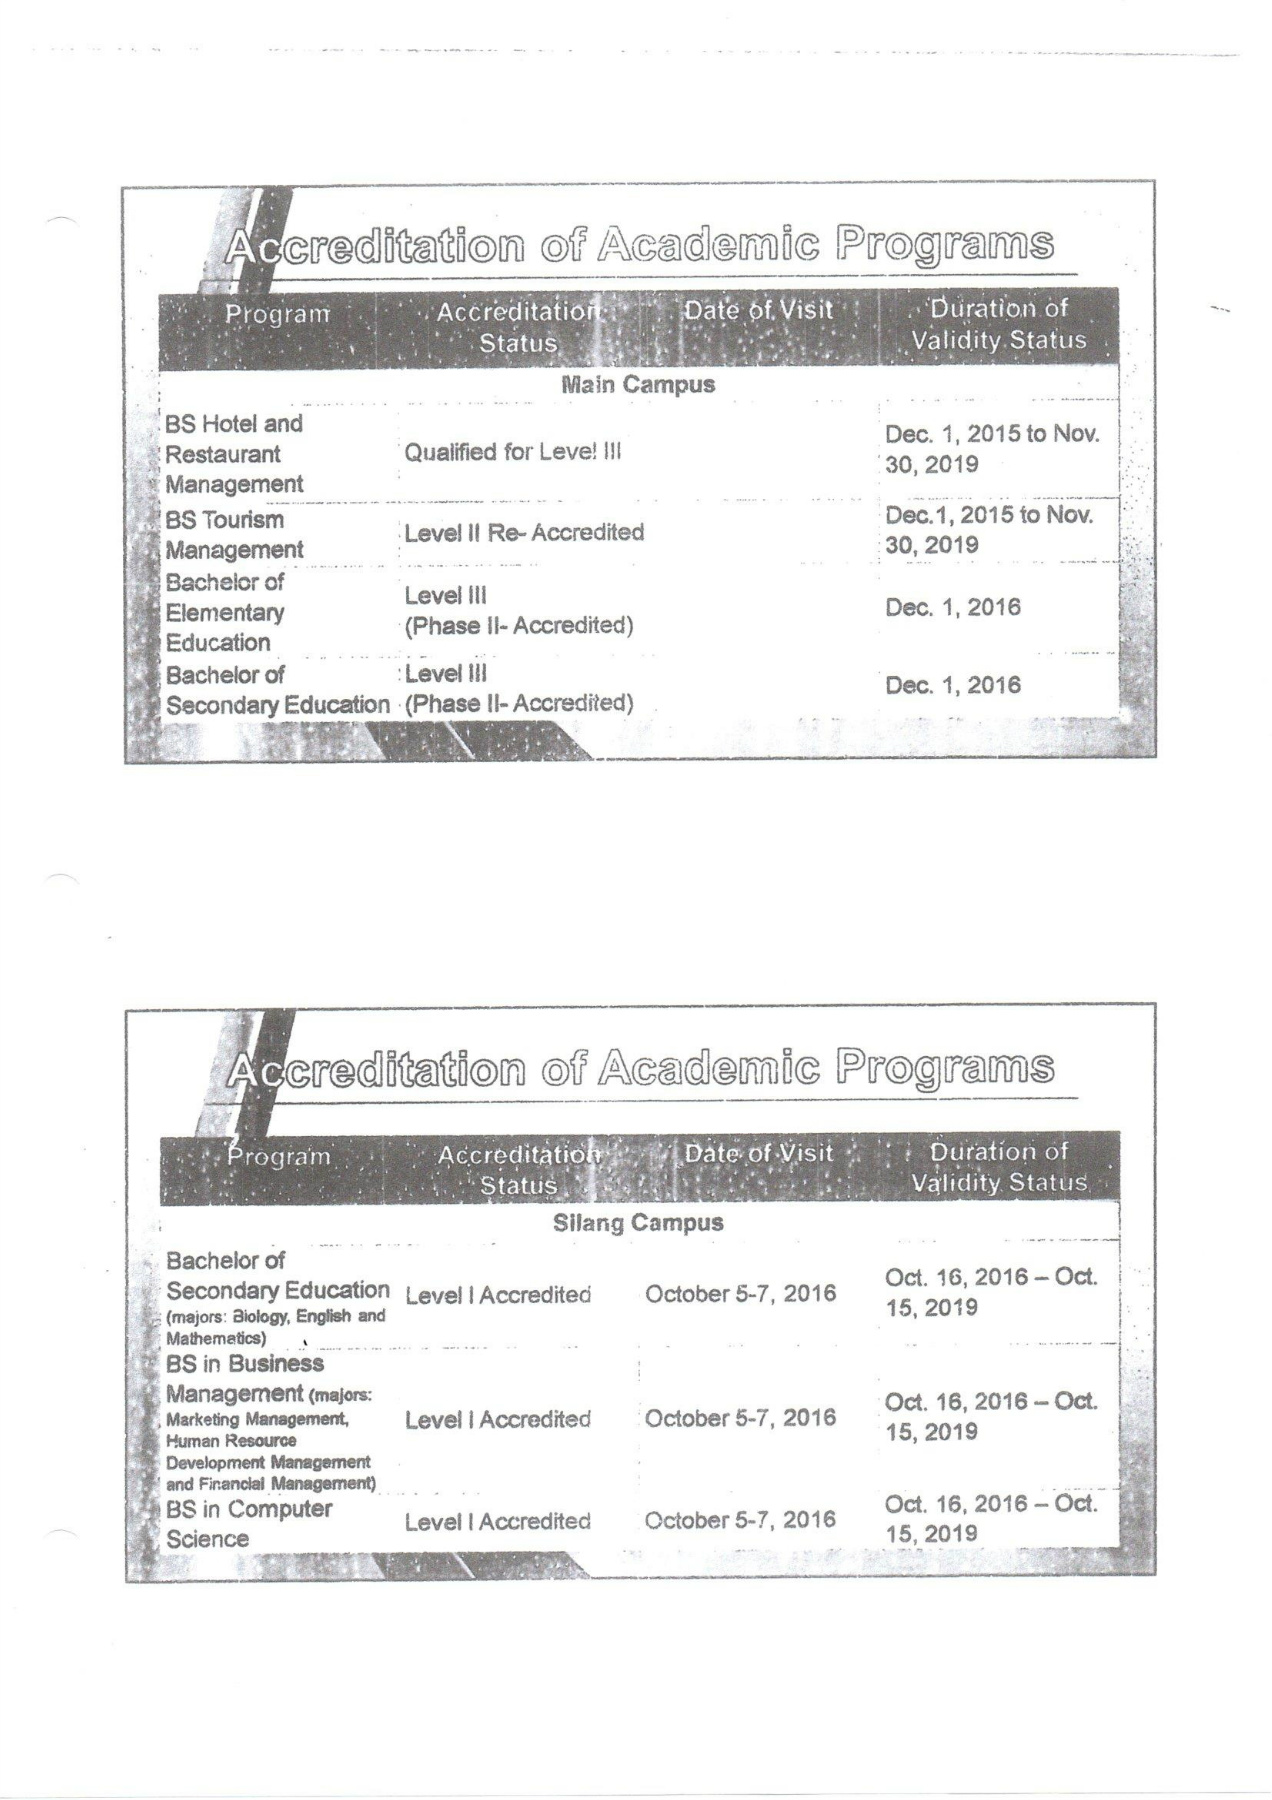 Accreditation of Academic Programs
Program Accreditation Status Date of Visit Duration of Validity Status
Main Campus
BS Hotel and Restaurant Management Qualified for Level III Dec. 1, 2015 to Nov. 30, 2019
BS Tourism Management Level II Re- Accredited Dec.1, 2015 to Nov. 30, 2019
Bachelor of Elementary Education Level III (Phase II- Accredited) Dec. 1, 2016
Bachelor of Secondary Education Level III (Phase II- Accredited) Dec. 1, 2016
Accreditation of Academic Programs
Program Accreditation Status Date of Visit Duration of Validity Status
Silang Campus
Bachelor of Secondary Education (majors: Biology, English and Mathematics) Level I Accredited October 5-7, 2016 Oct. 16, 2016 – Oct. 15, 2019
BS in Business Management (majors: Marketing Management, Human Resource Development Management and Financial Management) Level I Accredited October 5-7, 2016 Oct. 16, 2016 – Oct. 15, 2019
BS in Computer Science Level I Accredited October 5-7, 2016 Oct. 16, 2016 – Oct. 15, 2019